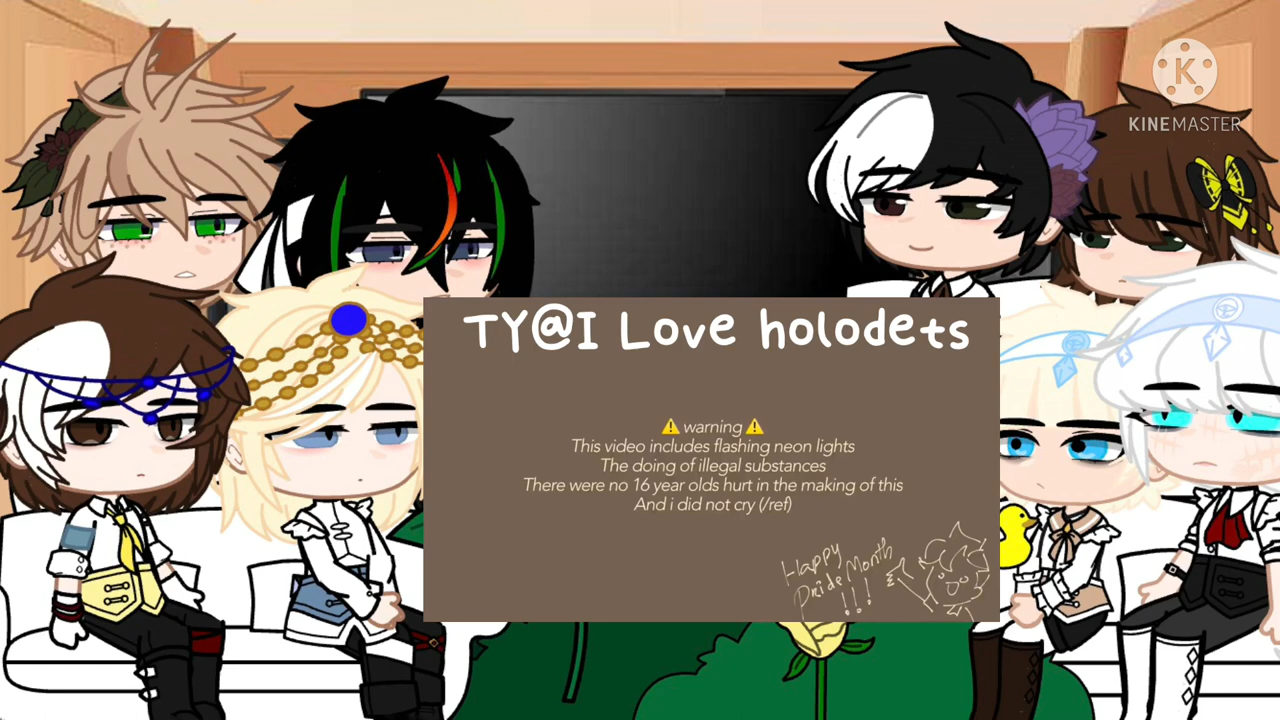 K
KINEMASTER
TY@I Love holodets
⚠️ warning ⚠️
This video includes flashing neon lights
The doing of illegal substances
There were no 16 year olds hurt in the making of this
And i did not cry (/ref)
Happy
Pride Month
!!!